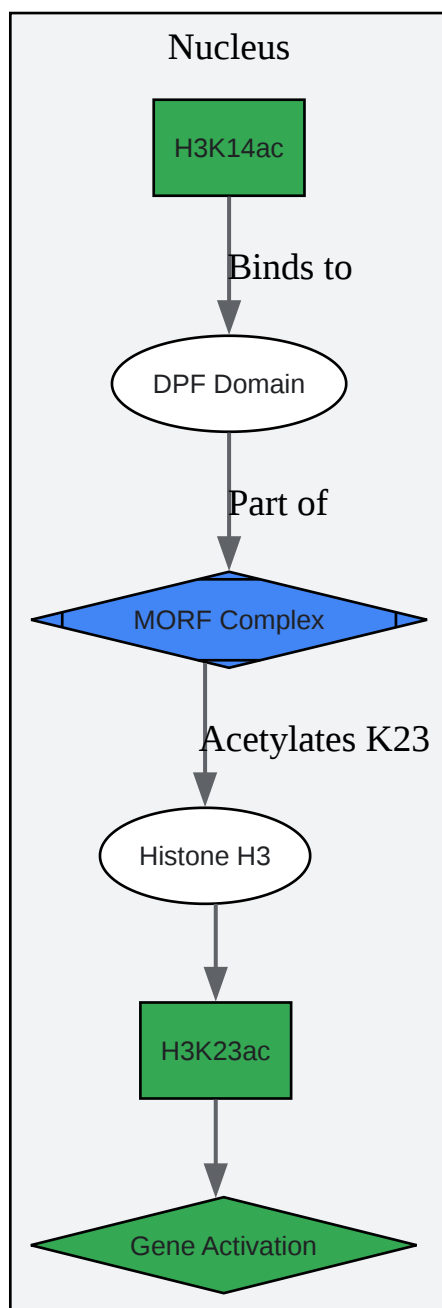 Nucleus
H3K14ac
Binds to
DPF Domain
Part of
MORF Complex
Acetylates K23
Histone H3
H3K23ac
Gene Activation